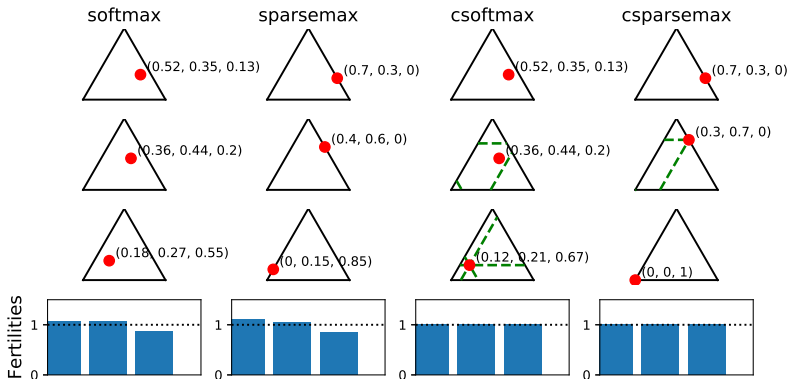 softmax sparsemax csoftmax csparsemax
(0.52, 0.35, 0.13) (0.7, 0.3, 0) (0.52, 0.35, 0.13) (0.7, 0.3, 0)
(0.36, 0.44, 0.2) (0.4, 0.6, 0) (0.36, 0.44, 0.2) (0.3, 0.7, 0)
(0.18, 0.27, 0.55) (0, 0.15, 0.85) (0.12, 0.21, 0.67) (0, 0, 1)
Fertilities
1 1 1 1
0 0 0 0